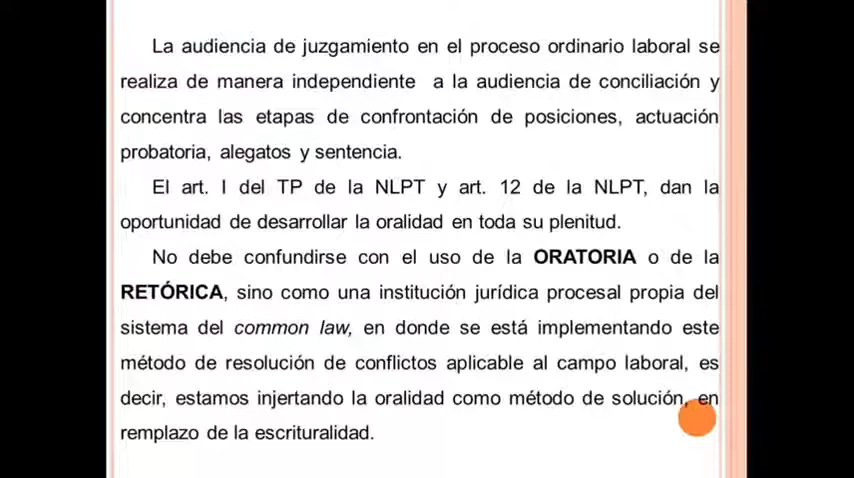 La audiencia de juzgamiento en el proceso ordinario laboral se
realiza de manera independiente a la audiencia de conciliación y
concentra las etapas de confrontación de posiciones, actuación
probatoria, alegatos y sentencia.
El art. I del TP de la NLPT y art. 12 de la NLPT, dan la
oportunidad de desarrollar la oralidad en toda su plenitud.
No debe confundirse con el uso de la ORATORIA o de la
RETÓRICA, sino como una institución jurídica procesal propia del
sistema del common law, en donde se está implementando este
método de resolución de conflictos aplicable al campo laboral, es
decir, estamos injertando la oralidad como método de solución, en
remplazo de la escrituralidad.